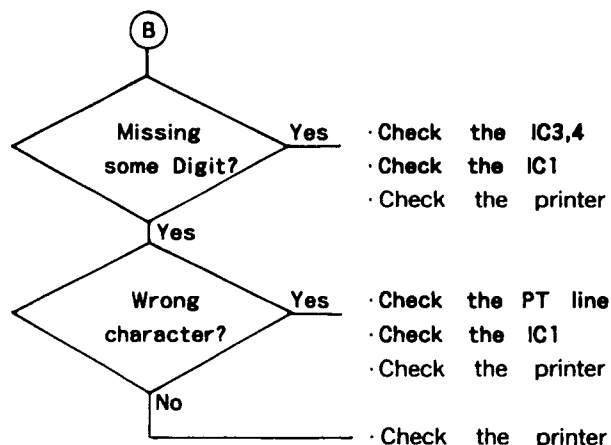 B
Missing
some Digit?
Yes
·Check the IC3,4
·Check the IC1
·Check the printer
Yes
Wrong
character?
Yes
·Check the PT line
·Check the IC1
·Check the printer
No
·Check the printer